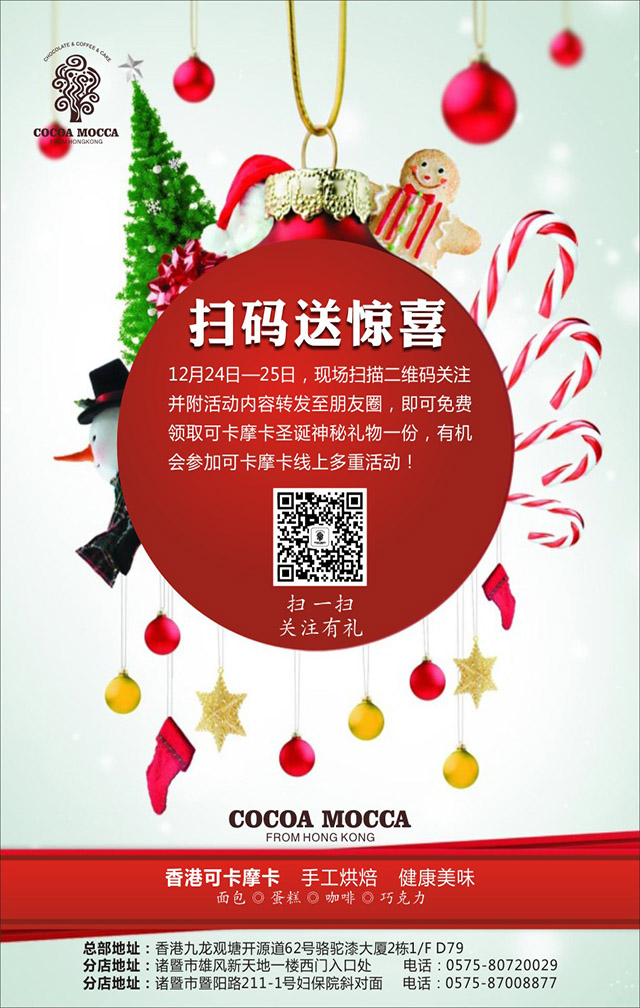 CHOCOLATE & COFFEE & CAKE
COCOA MOCCA
FROM HONGKONG
扫码送惊喜
12月24日—25日，现场扫描二维码关注
并附活动内容转发至朋友圈，即可免费
领取可卡摩卡圣诞神秘礼物一份，有机
会参加可卡摩卡线上多重活动！
扫一扫
关注有礼
COCOA MOCCA
FROM HONG KONG
香港可卡摩卡 手工烘焙 健康美味
面包◎蛋糕◎咖啡◎巧克力
总部地址：香港九龙观塘开源道62号骆驼漆大厦2栋1/F D79
分店地址：诸暨市雄风新天地一楼西门入口处 电话：0575-80720029
分店地址：诸暨市暨阳路211-1号妇保院斜对面 电话：0575-87008877